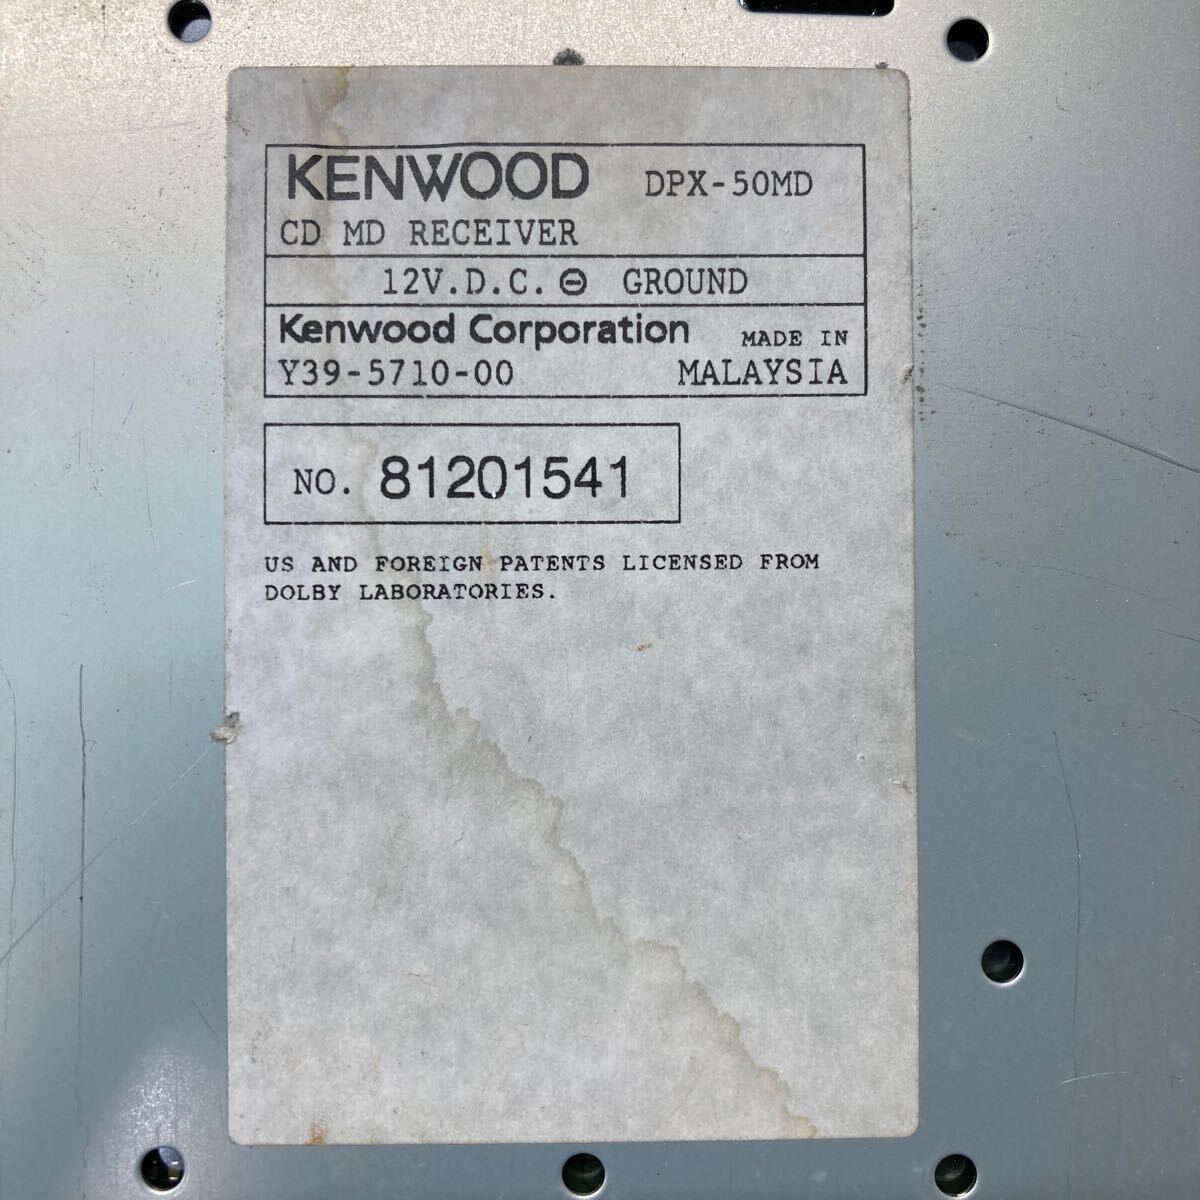 KENWOOD DPX-50MD
CD MD RECEIVER
12V.D.C. ⊖ GROUND
Kenwood Corporation MADE IN
Y39-5710-00 MALAYSIA
NO. 81201541
US AND FOREIGN PATENTS LICENSED FROM
DOLBY LABORATORIES.